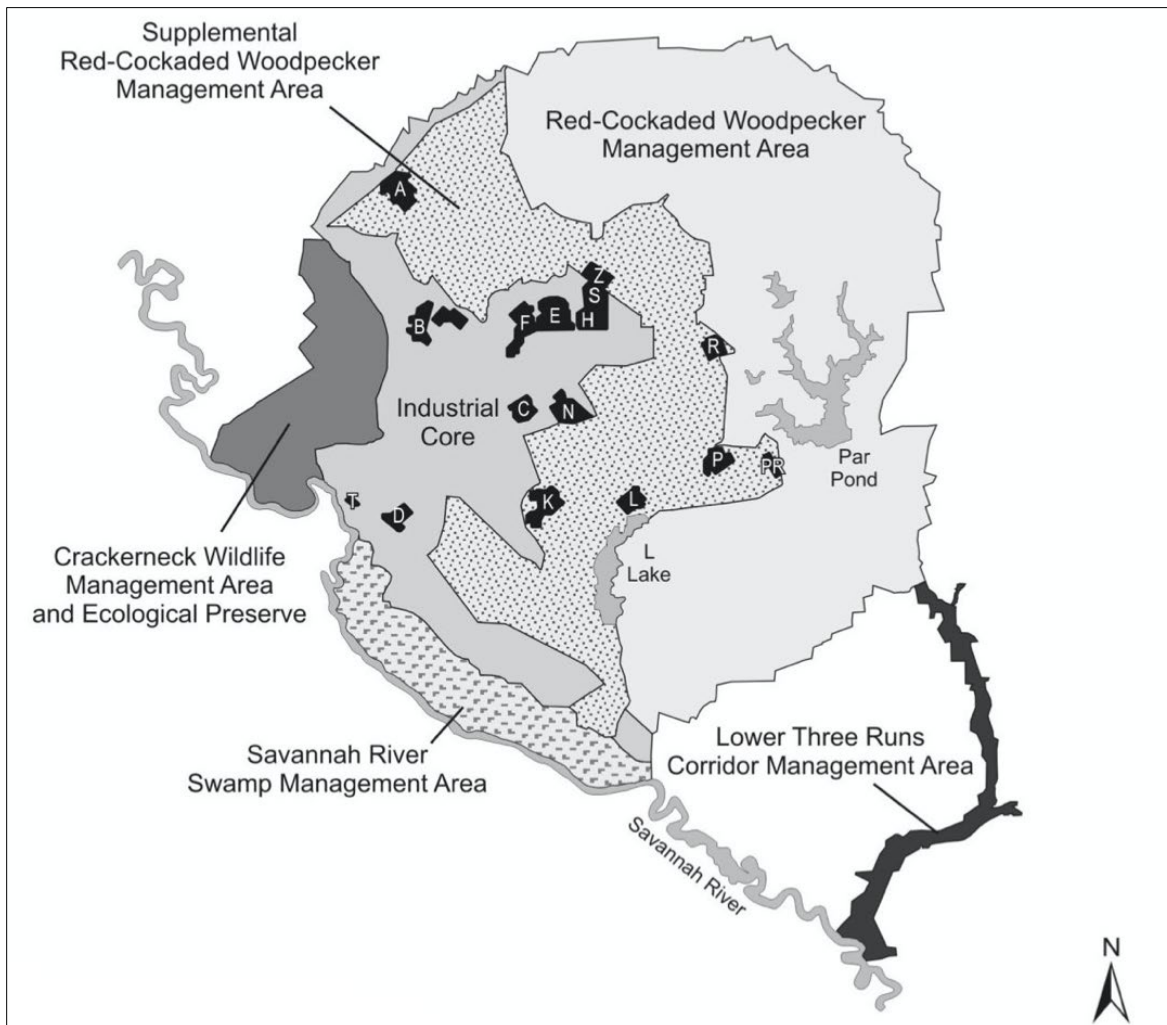 Supplemental
Red-Cockaded Woodpecker
Management Area
Red-Cockaded Woodpecker
Management Area
A
Z
S
B
F
E
H
R
C
N
Industrial
Core
P
PR
Par
Pond
T
D
K
L
L
Lake
Crackerneck Wildlife
Management Area
and Ecological Preserve
Savannah River
Swamp Management Area
Lower Three Runs
Corridor Management Area
Savannah River
N